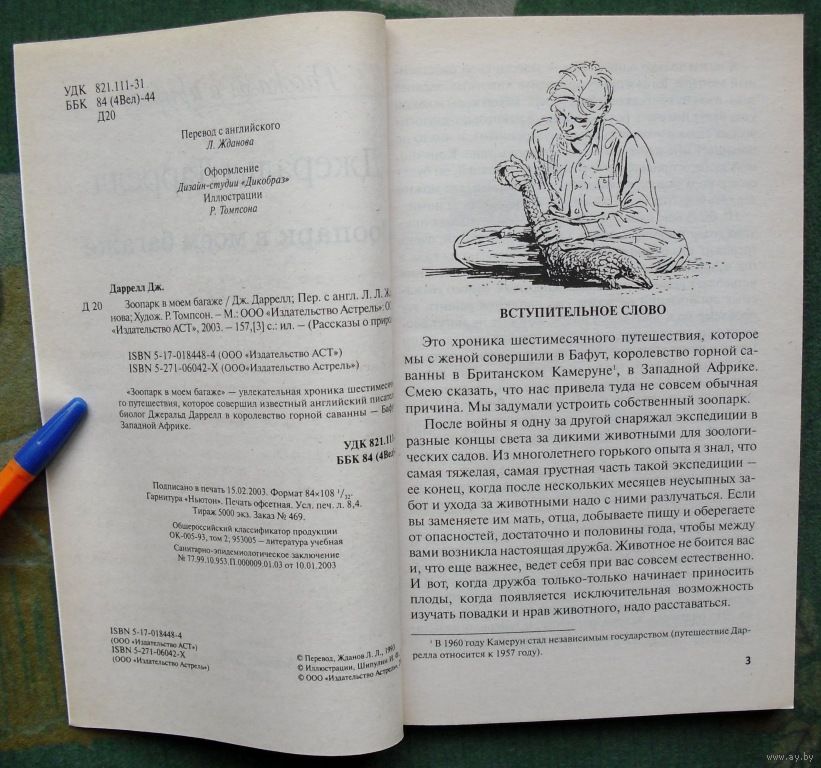 УДК 821.111-31
ББК 84 (4Вел)-44
Д20
Перевод с английского
Л. Жданова
Оформление
Дизайн-студии «Дикобраз»
Иллюстрации
Р. Томпсона
Даррелл Дж.
Д 20 Зоопарк в моем багаже / Дж. Даррелл; Пер. с англ. Л. Л. Ж
нова; Худож. Р. Томпсон. – М.: ООО «Издательство Астрель»:
«Издательство АСТ», 2003. – 157,[3] с.: ил. – (Рассказы о
ISBN 5-17-018448-4 (ООО «Издательство АСТ»)
ISBN 5-271-06042-X (ООО«Издательство Астрель»)
«Зоопарк в моем багаже» — увлекательная хроника
го путешествия, которое совершил известный английский
биолог Джеральд Даррелл в королевство горной саванны –
Западной Африке.
УДК 821.111-
ББК 84 (4Вел)-
Подписано в печать 15.02.2003. Формат 84×108 1/32.
Гарнитура «Ньютон». Печать офсетная. Усл. печ. л. 8,4.
Тираж 5000 экз. Заказ № 469.
Общероссийский классификатор продукции
ОК-005-93, том 2, 953005 – литература учебная
Санитарно-эпидемиологическое заключение
№ 77.99.10.953.П.000009.01.03 от 10.01.2003
ISBN 5-17-018448-4
(ООО «Издательство АСТ»)
ISBN 5-271-06042-X
(ООО «Издательство Астрель»)
© Перевод, Жданов Л. Л.,
© Иллюстрации, Шипулин
© ООО «Издательство Астрель»,
ВСТУПИТЕЛЬНОЕ СЛОВО
Это хроника шестимесячного путешествия, которое
мы с женой совершили в Бафут, королевство горной са-
ванны в Британском Камеруне¹, в Западной Африке.
Смею сказать, что нас привела туда не совсем обычная
причина. Мы задумали устроить собственный зоопарк.
После войны я одну за другой снаряжал экспедиции в
разные концы света за дикими животными для зоологи-
ческих садов. Из многолетнего горького опыта я знал, что
самая тяжелая, самая грустная часть такой экспедиции —
ее конец, когда после нескольких месяцев неусыпных за-
бот и ухода за животными надо с ними разлучаться. Если
вы заменяете им мать, отца, добываете пищу и оберегаете
от опасностей, достаточно и половины года, чтобы между
вами возникла настоящая дружба. Животное не боится вас
и, что еще важнее, ведет себя при вас совсем естественно.
И вот, когда дружба только-только начинает приносить
плоды, когда появляется исключительная возможность
изучать повадки и нрав животного, надо расставаться.
¹ В 1960 году Камерун стал независимым государством (путешествие Дар-
релла относится к 1957 году).
3
www.ay.by